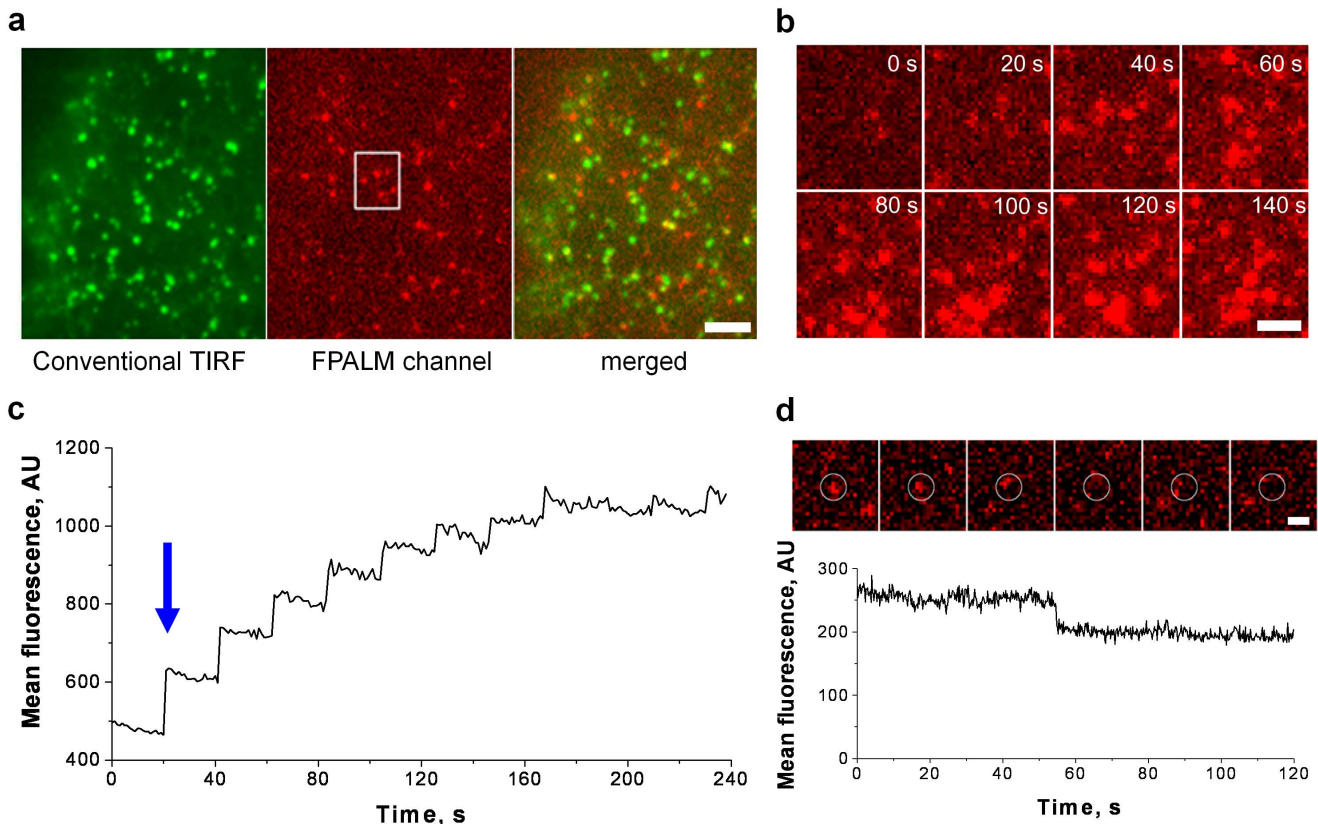 a
Conventional TIRF
FPALM channel
merged
b
0 s
20 s
40 s
60 s
80 s
100 s
120 s
140 s
c
1200
1000
800
600
400
Mean fluorescence, AU
0
40
80
120
160
200
240
Time, s
d
300
200
100
0
Mean fluorescence, AU
0
20
40
60
80
100
120
Time, s